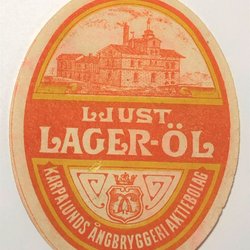 LJUST
LAGER-ÖL
KARPALUNDS ÅNGBRYGGERI AKTIEBOLAG